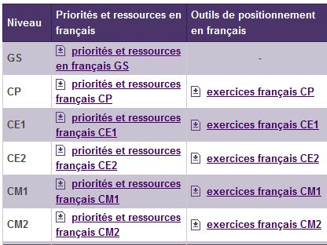 Niveau Priorités et ressources en français Outils de positionnement en français
GS priorités et ressources en français GS -
CP priorités et ressources français CP exercices français CP
CE1 priorités et ressources français CE1 exercices français CE1
CE2 priorités et ressources français CE2 exercices français CE2
CM1 priorités et ressources français CM1 exercices français CM1
CM2 priorités et ressources français CM2 exercices français CM2